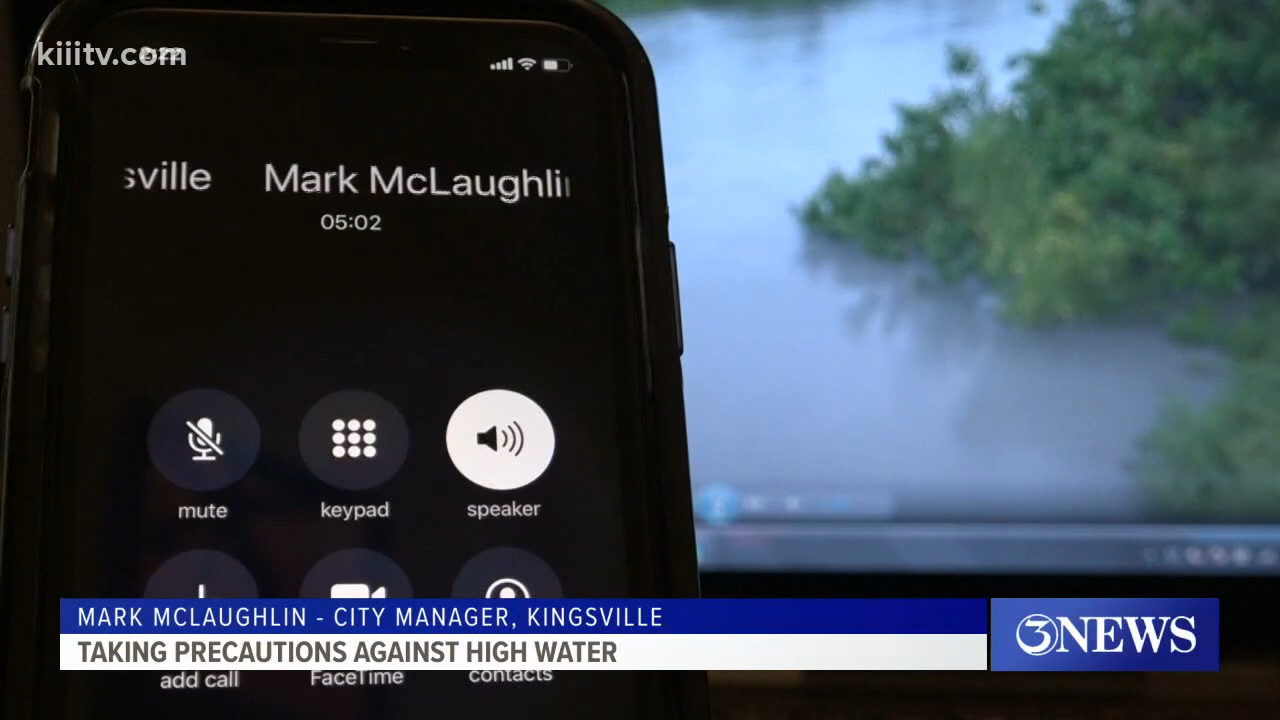 kiiitv.com
sville Mark McLaughlin
05:02
mute keypad speaker
MARK MCLAUGHLIN - CITY MANAGER, KINGSVILLE
TAKING PRECAUTIONS AGAINST HIGH WATER
3NEWS
add call FaceTime contacts